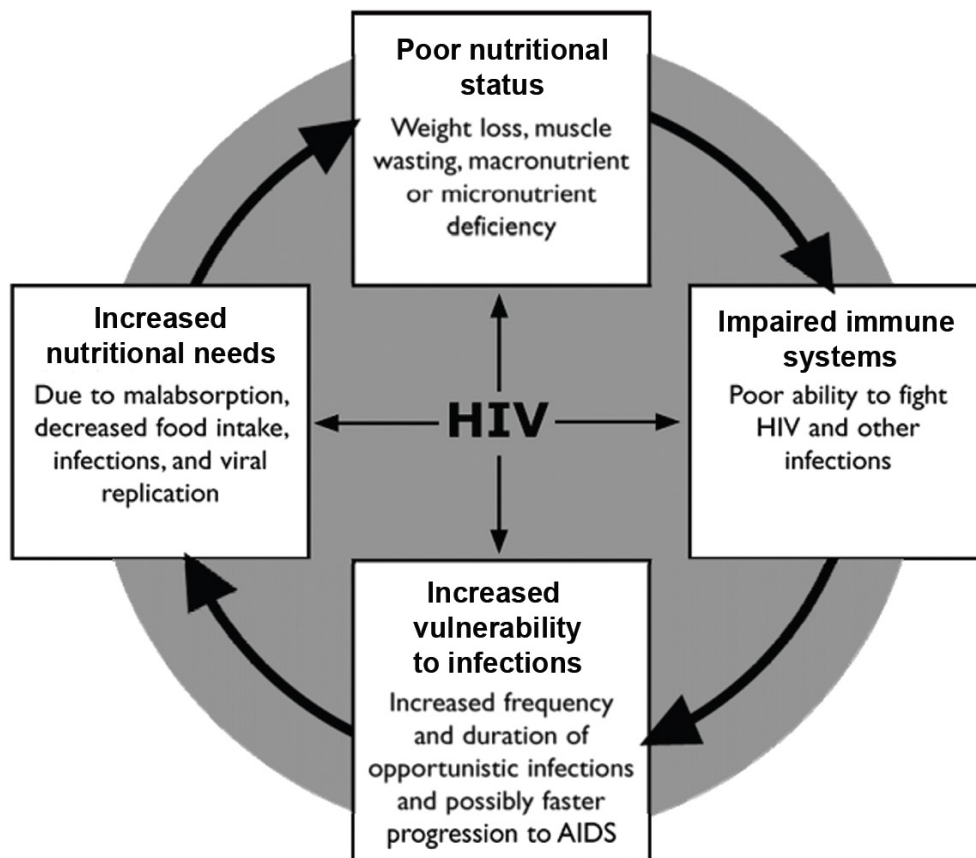 Poor nutritional
status
Weight loss, muscle
wasting, macronutrient
or micronutrient
deficiency
Increased
nutritional needs
Due to malabsorption,
decreased food intake,
infections, and viral
replication
HIV
Impaired immune
systems
Poor ability to fight
HIV and other
infections
Increased
vulnerability
to infections
Increased frequency
and duration of
opportunistic infections
and possibly faster
progression to AIDS